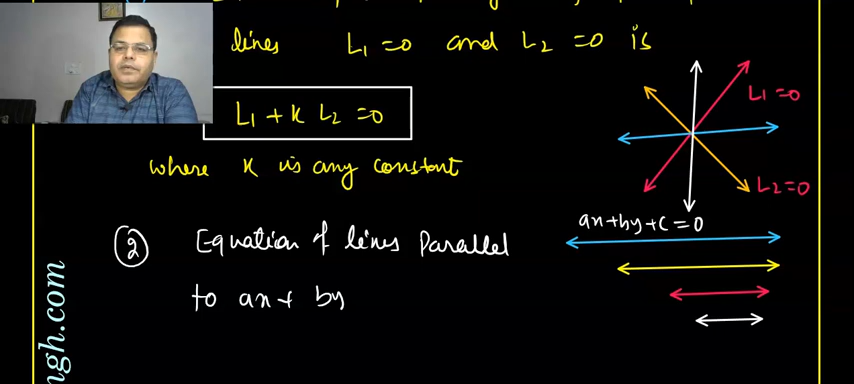 lines L₁ = 0 and L₂ = 0 is
L₁ + K L₂ = 0
where K is any constant
L₁ = 0
L₂ = 0
② Equation of lines Parallel
to ax + by
ax + by + c = 0
ngh.com